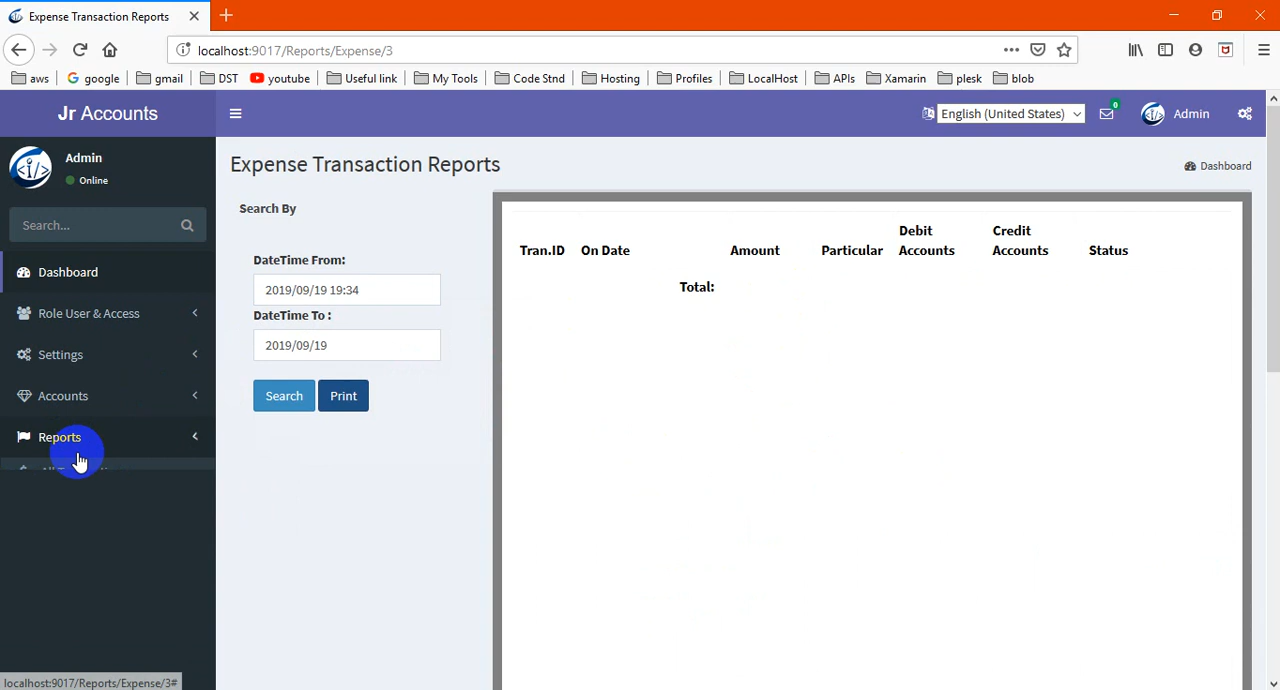 Expense Transaction Reports
localhost:9017/Reports/Expense/3
aws
google
gmail
DST
youtube
Useful link
My Tools
Code Stnd
Hosting
Profiles
LocalHost
APIs
Xamarin
plesk
blob
Jr Accounts
English (United States)
0
Admin
Admin
Online
Expense Transaction Reports
Dashboard
Search...
Search By
Dashboard
Role User & Access
Settings
Accounts
Reports
DateTime From:
2019/09/19 19:34
DateTime To :
2019/09/19
Search
Print
Tran.ID
On Date
Amount
Particular
Debit
Accounts
Credit
Accounts
Status
Total:
localhost:9017/Reports/Expense/3#